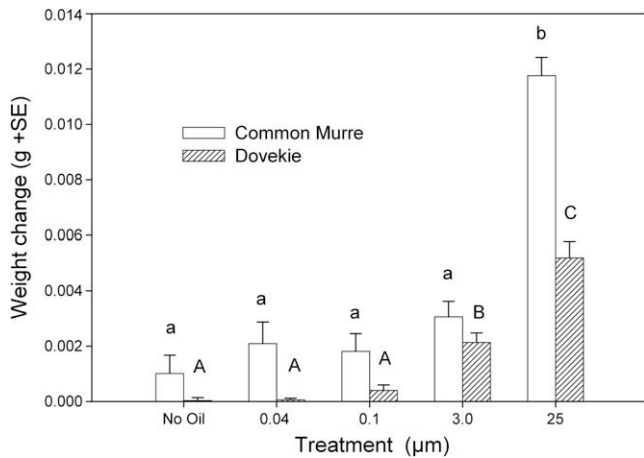 Weight change (g +SE)
0.014
0.012
0.010
0.008
0.006
0.004
0.002
0.000
Common Murre
Dovekie
a
A
a
A
a
A
a
B
b
C
No Oil 0.04 0.1 3.0 25
Treatment (µm)